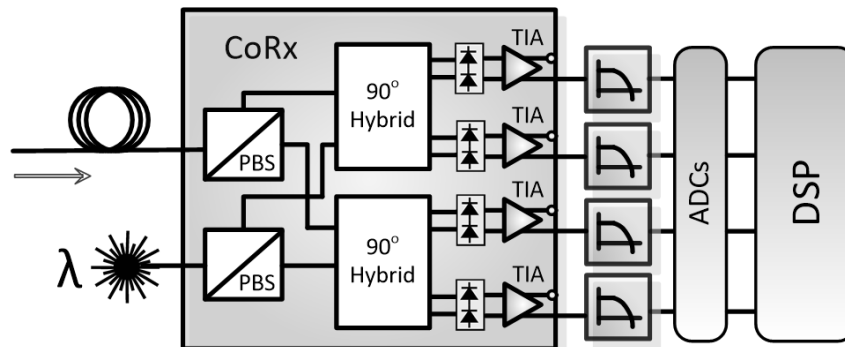 CoRx
TIA
90° Hybrid
PBS
TIA
ADCs
DSP
TIA
λ
90° Hybrid
PBS
TIA